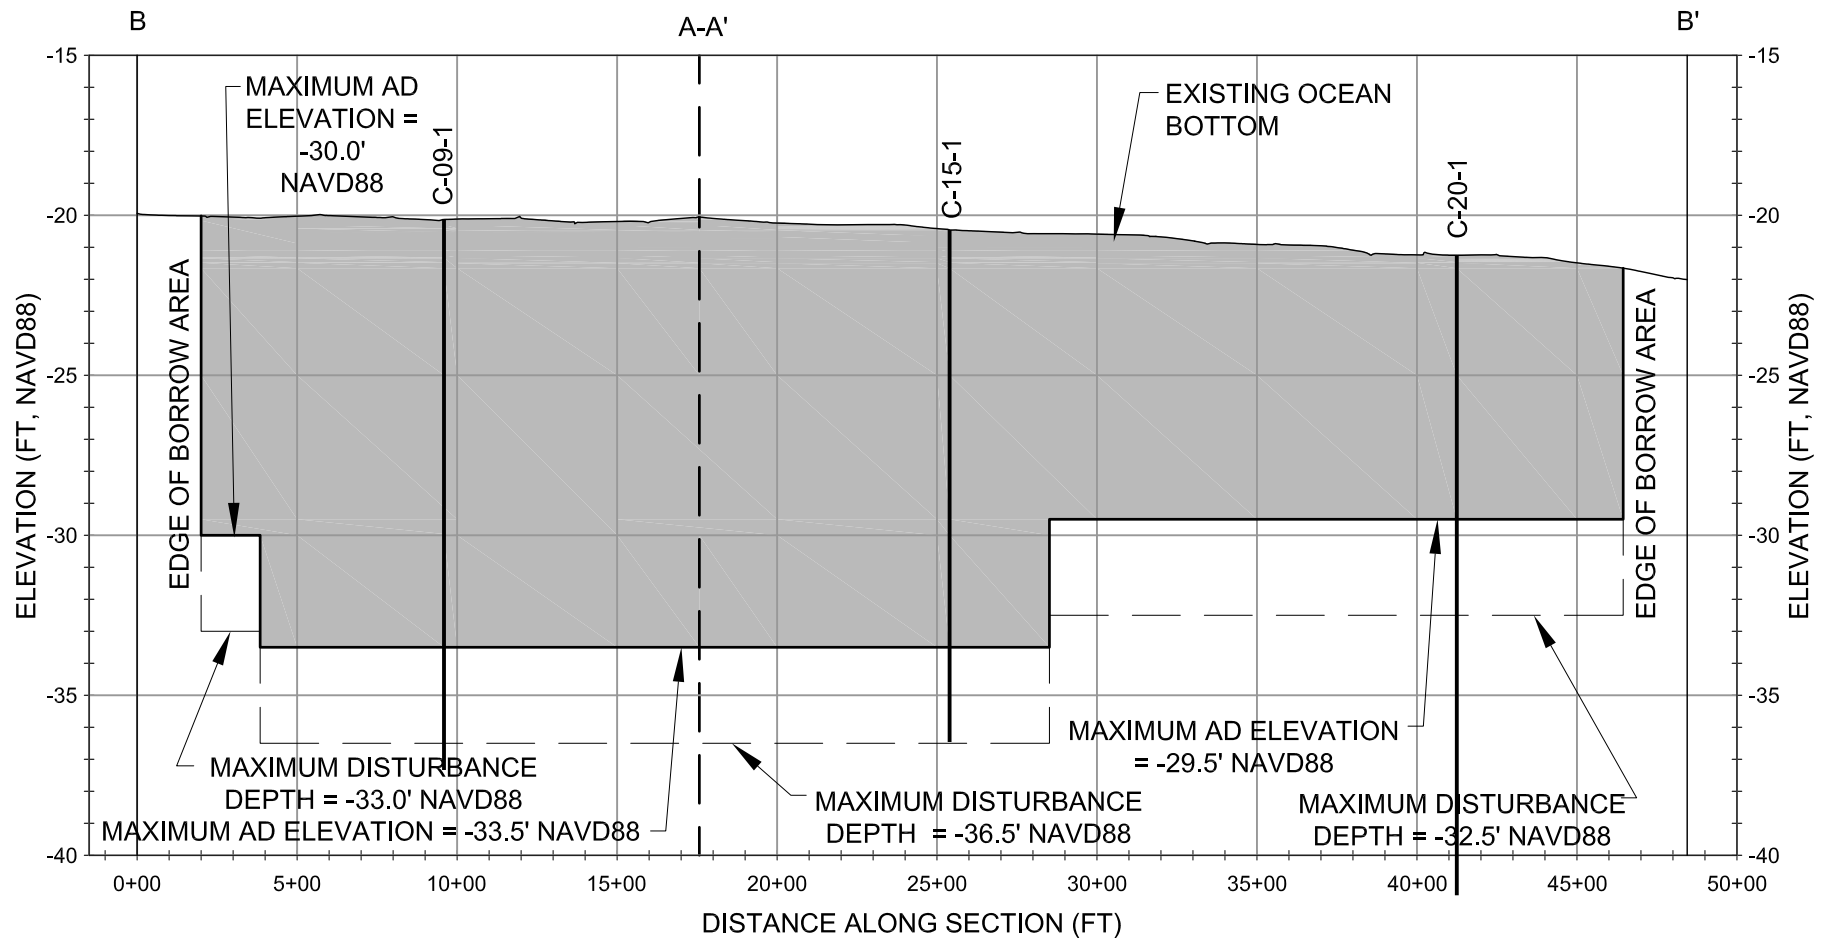 B
A-A'
B'
-15
-15
MAXIMUM AD
ELEVATION =
-30.0'
NAVD88
EXISTING OCEAN
BOTTOM
C-09-1
C-15-1
C-20-1
-20
-20
-25
-25
-30
-30
-35
-35
-40
-40
ELEVATION (FT, NAVD88)
EDGE OF BORROW AREA
EDGE OF BORROW AREA
ELEVATION (FT, NAVD88)
MAXIMUM DISTURBANCE
DEPTH = -33.0' NAVD88
MAXIMUM AD ELEVATION = -33.5' NAVD88
MAXIMUM DISTURBANCE
DEPTH = -36.5' NAVD88
MAXIMUM AD ELEVATION
= -29.5' NAVD88
MAXIMUM DISTURBANCE
DEPTH = -32.5' NAVD88
0+00 5+00 10+00 15+00 20+00 25+00 30+00 35+00 40+00 45+00 50+00
DISTANCE ALONG SECTION (FT)